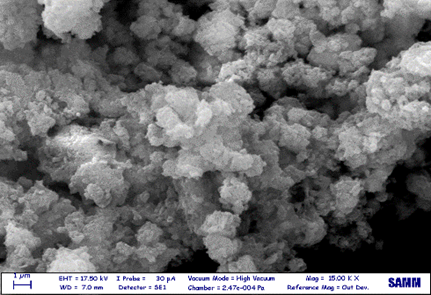 1 µm
EHT = 17.50 kV I Probe = 30 pA Vacuum Mode = High Vacuum Mag = 15.00 K X
WD = 7.0 mm Detector = SE1 Chamber = 2.47e-004 Pa Reference Mag = Out Dev.
SAMM